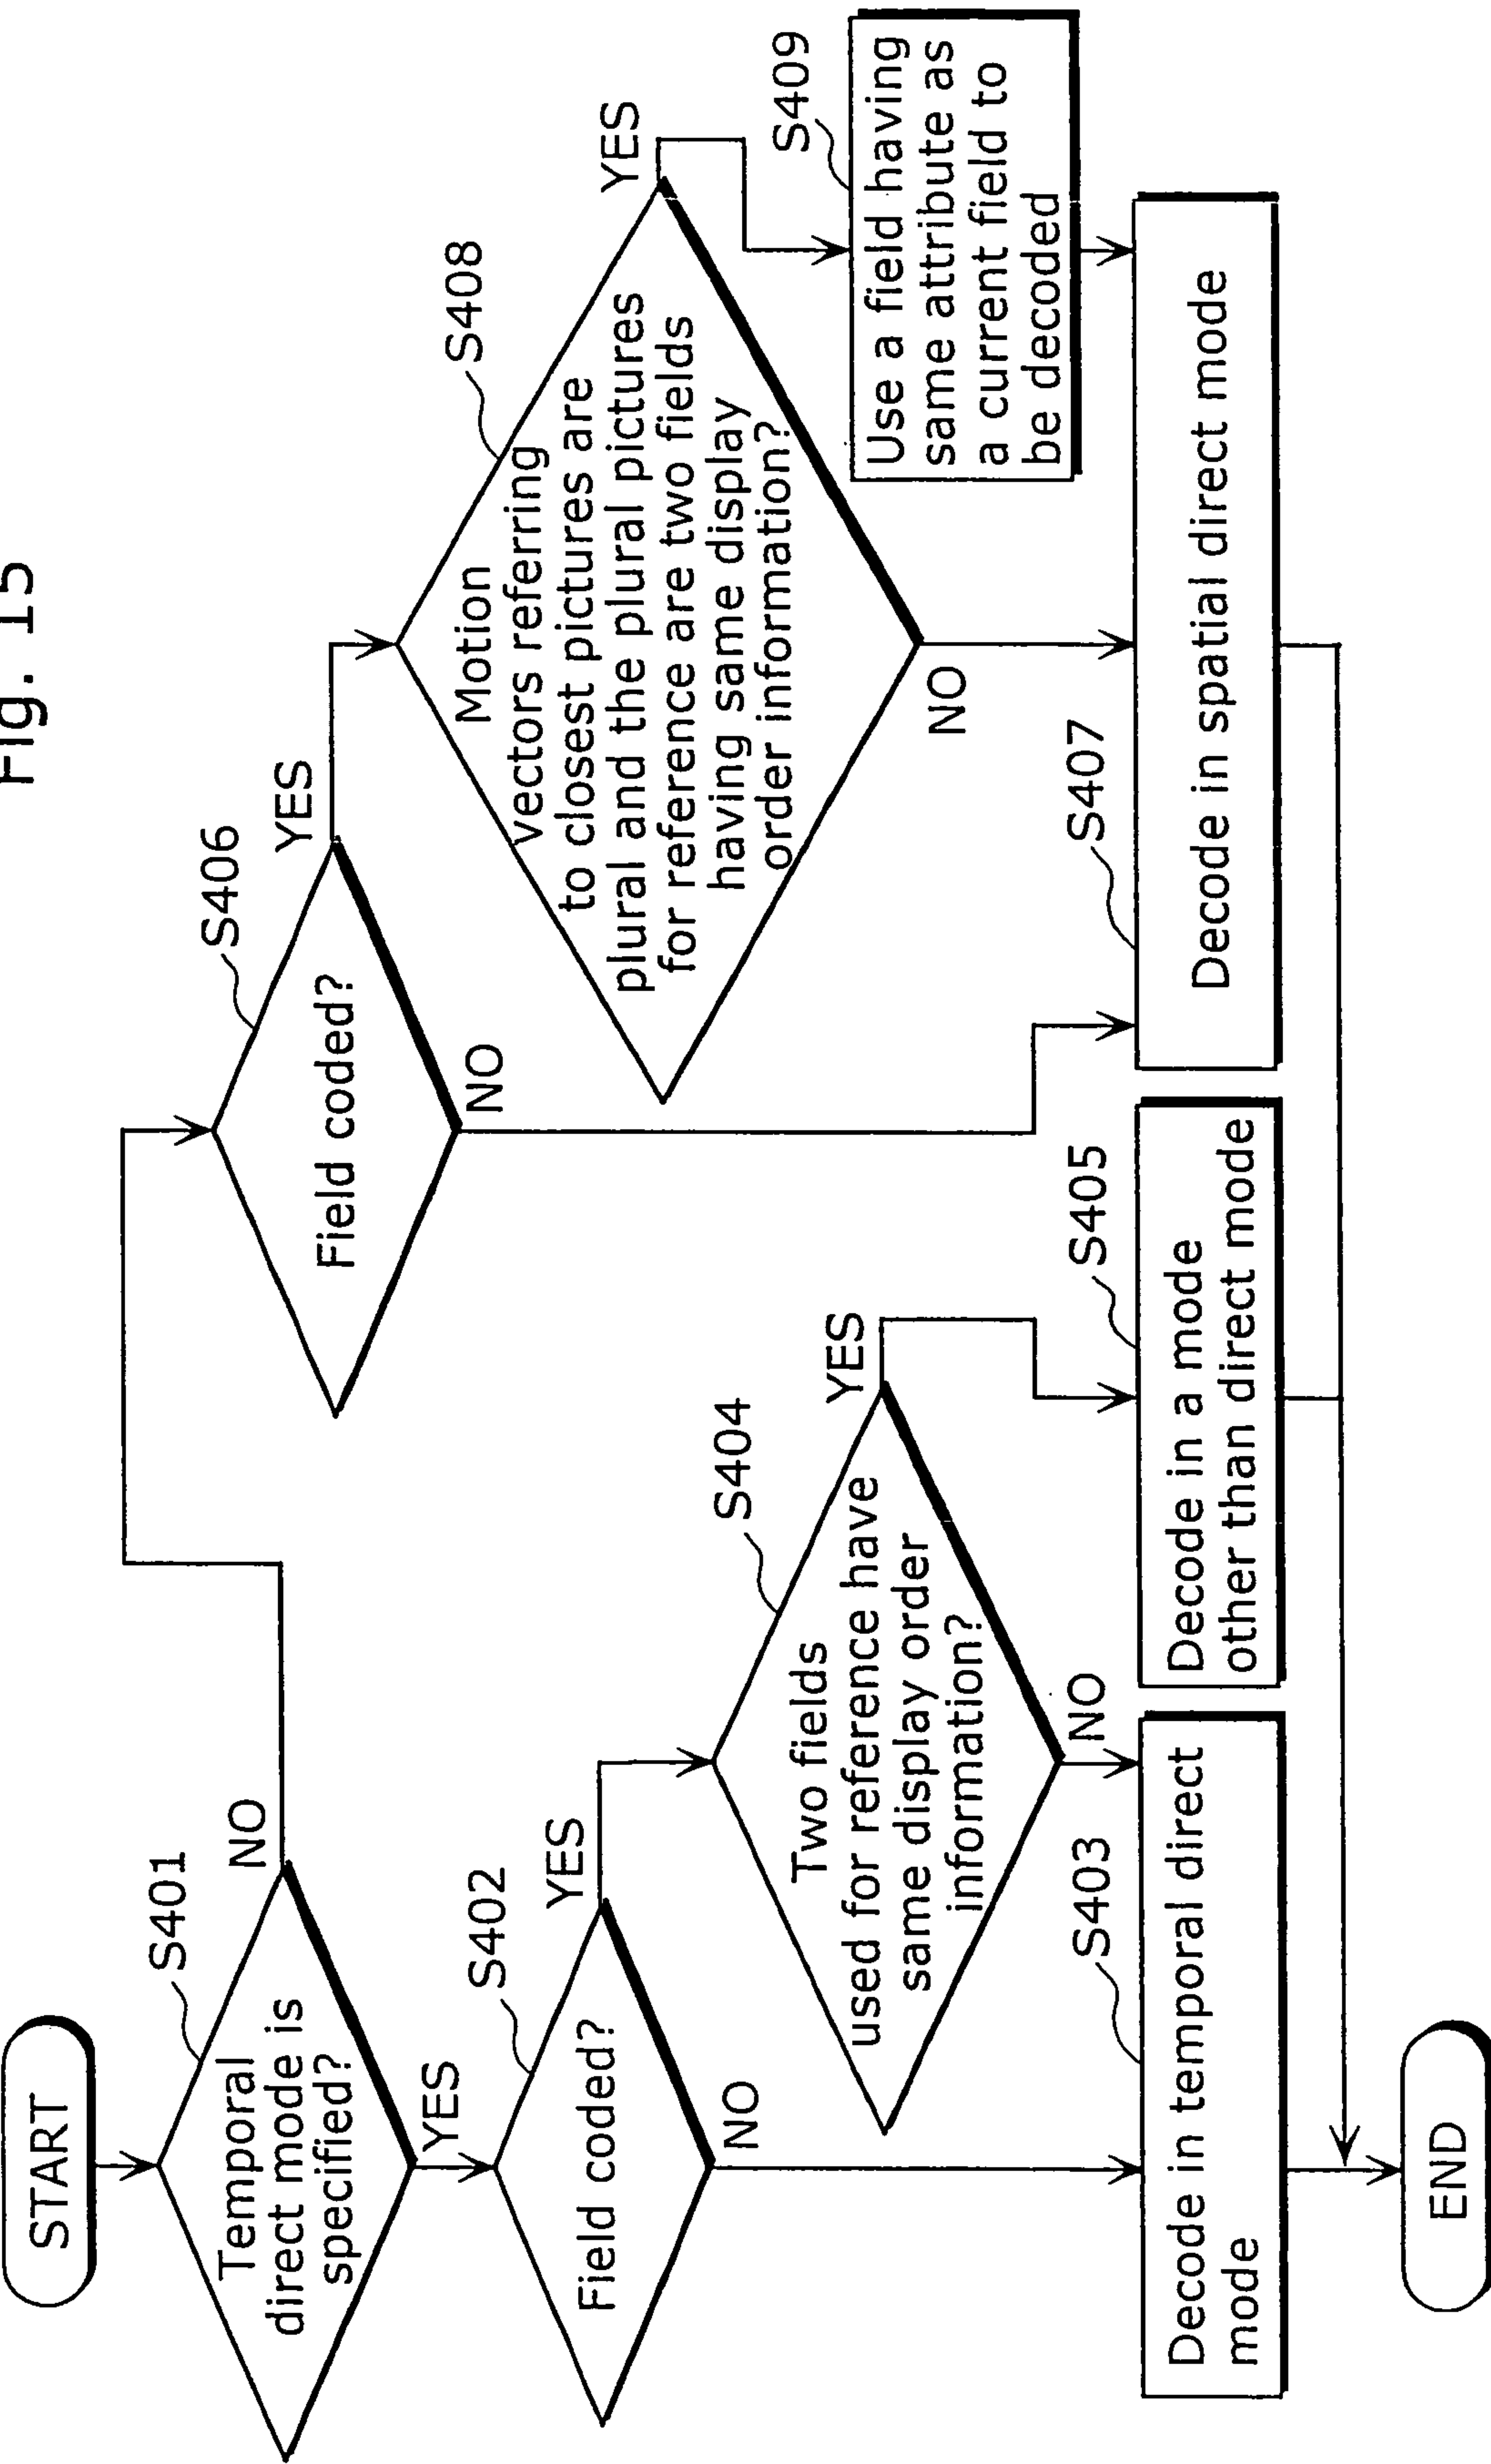 Fig. 15
START
S401
Temporal
direct mode is
specified?
NO
YES
S402
Field coded?
YES
NO
S404
Two fields
used for reference have
same display order
information?
YES
NO
S403
Decode in temporal direct
mode
S405
Decode in a mode
other than direct mode
S406
Field coded?
YES
NO
S408
Motion
vectors referring
to closest pictures are
plural and the plural pictures
for reference are two fields
having same display
order information?
YES
NO
S409
Use a field having
same attribute as
a current field to
be decoded
S407
Decode in spatial direct mode
END